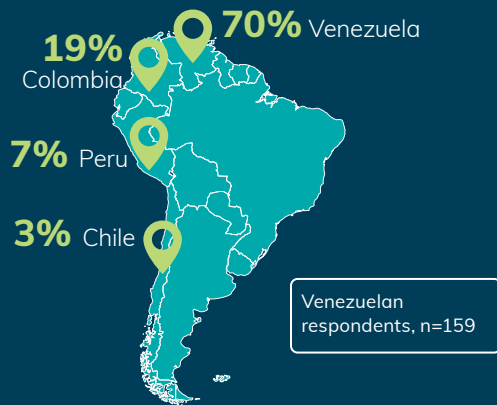 70% Venezuela
19%
Colombia
7% Peru
3% Chile
Venezuelan
respondents, n=159